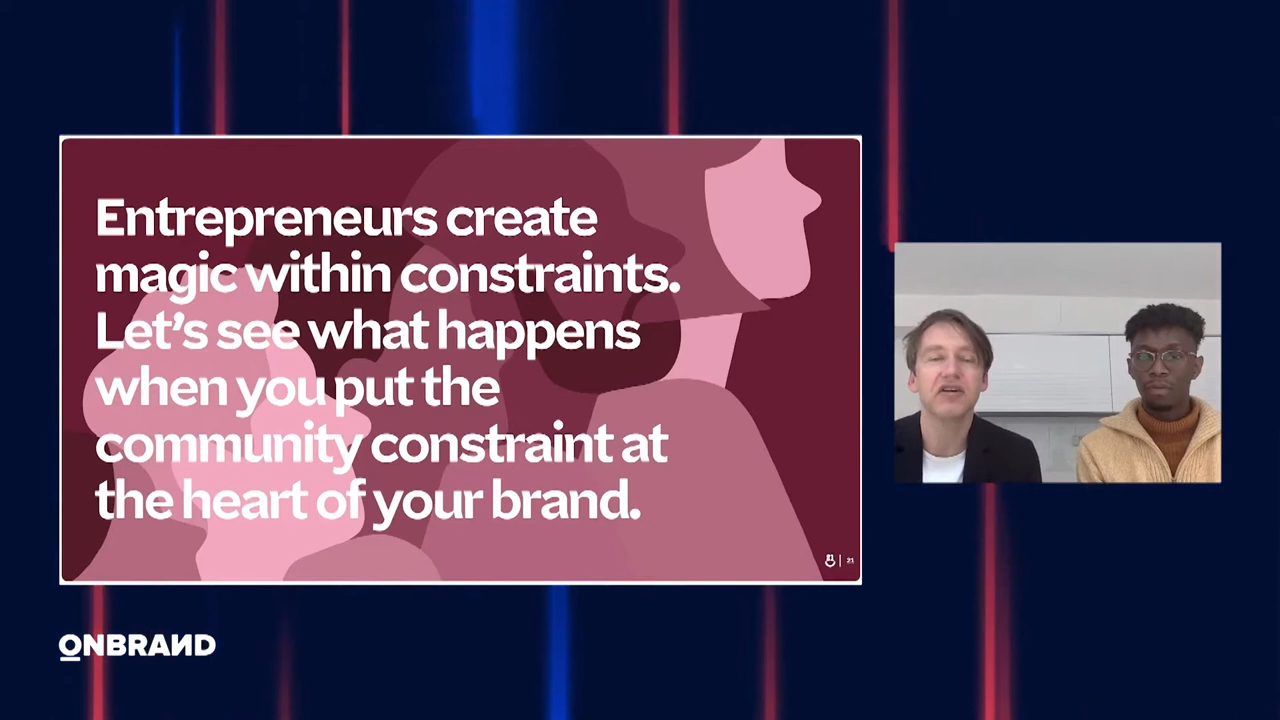 Entrepreneurs create
magic within constraints.
Let's see what happens
when you put the
community constraint at
the heart of your brand.
21
ONBRAND